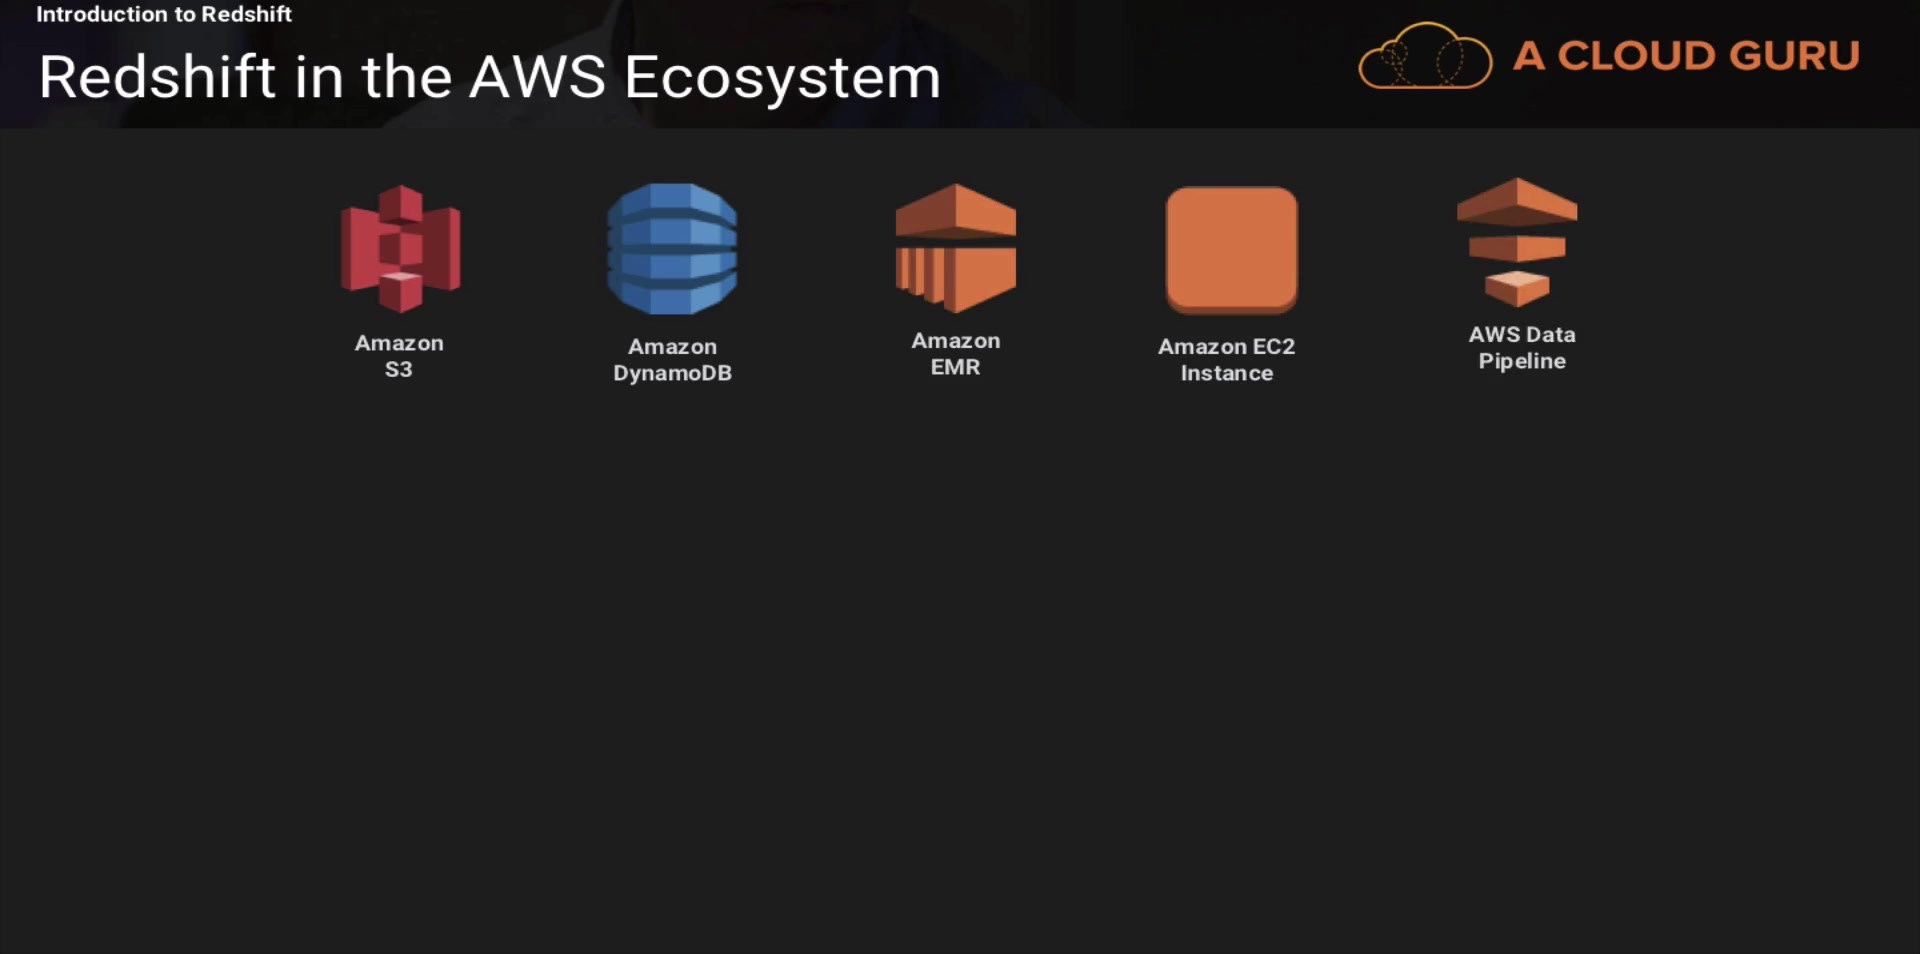 Introduction to Redshift
Redshift in the AWS Ecosystem
A CLOUD GURU
Amazon
S3
Amazon
DynamoDB
Amazon
EMR
Amazon EC2
Instance
AWS Data
Pipeline